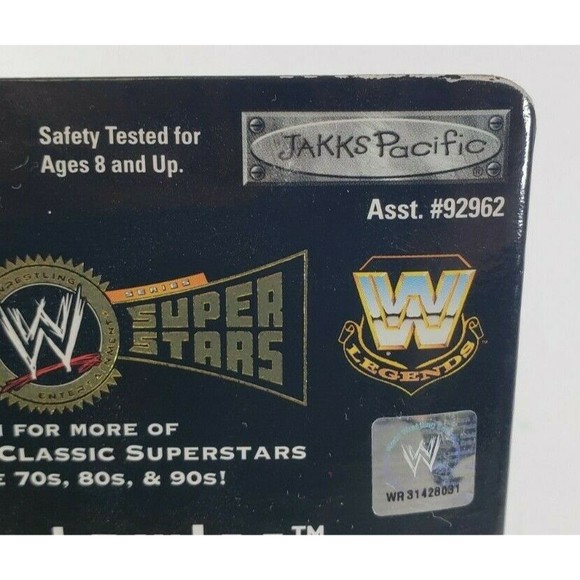 Safety Tested for
Ages 8 and Up.
JAKKS Pacific
®
Asst. #92962
WRESTLING
ENTERTAINMENT
W
SERIES
SUPER
STARS
W
LEGENDS
FOR MORE OF
CLASSIC SUPERSTARS
70s, 80s, & 90s!
W
WR 31428031
™